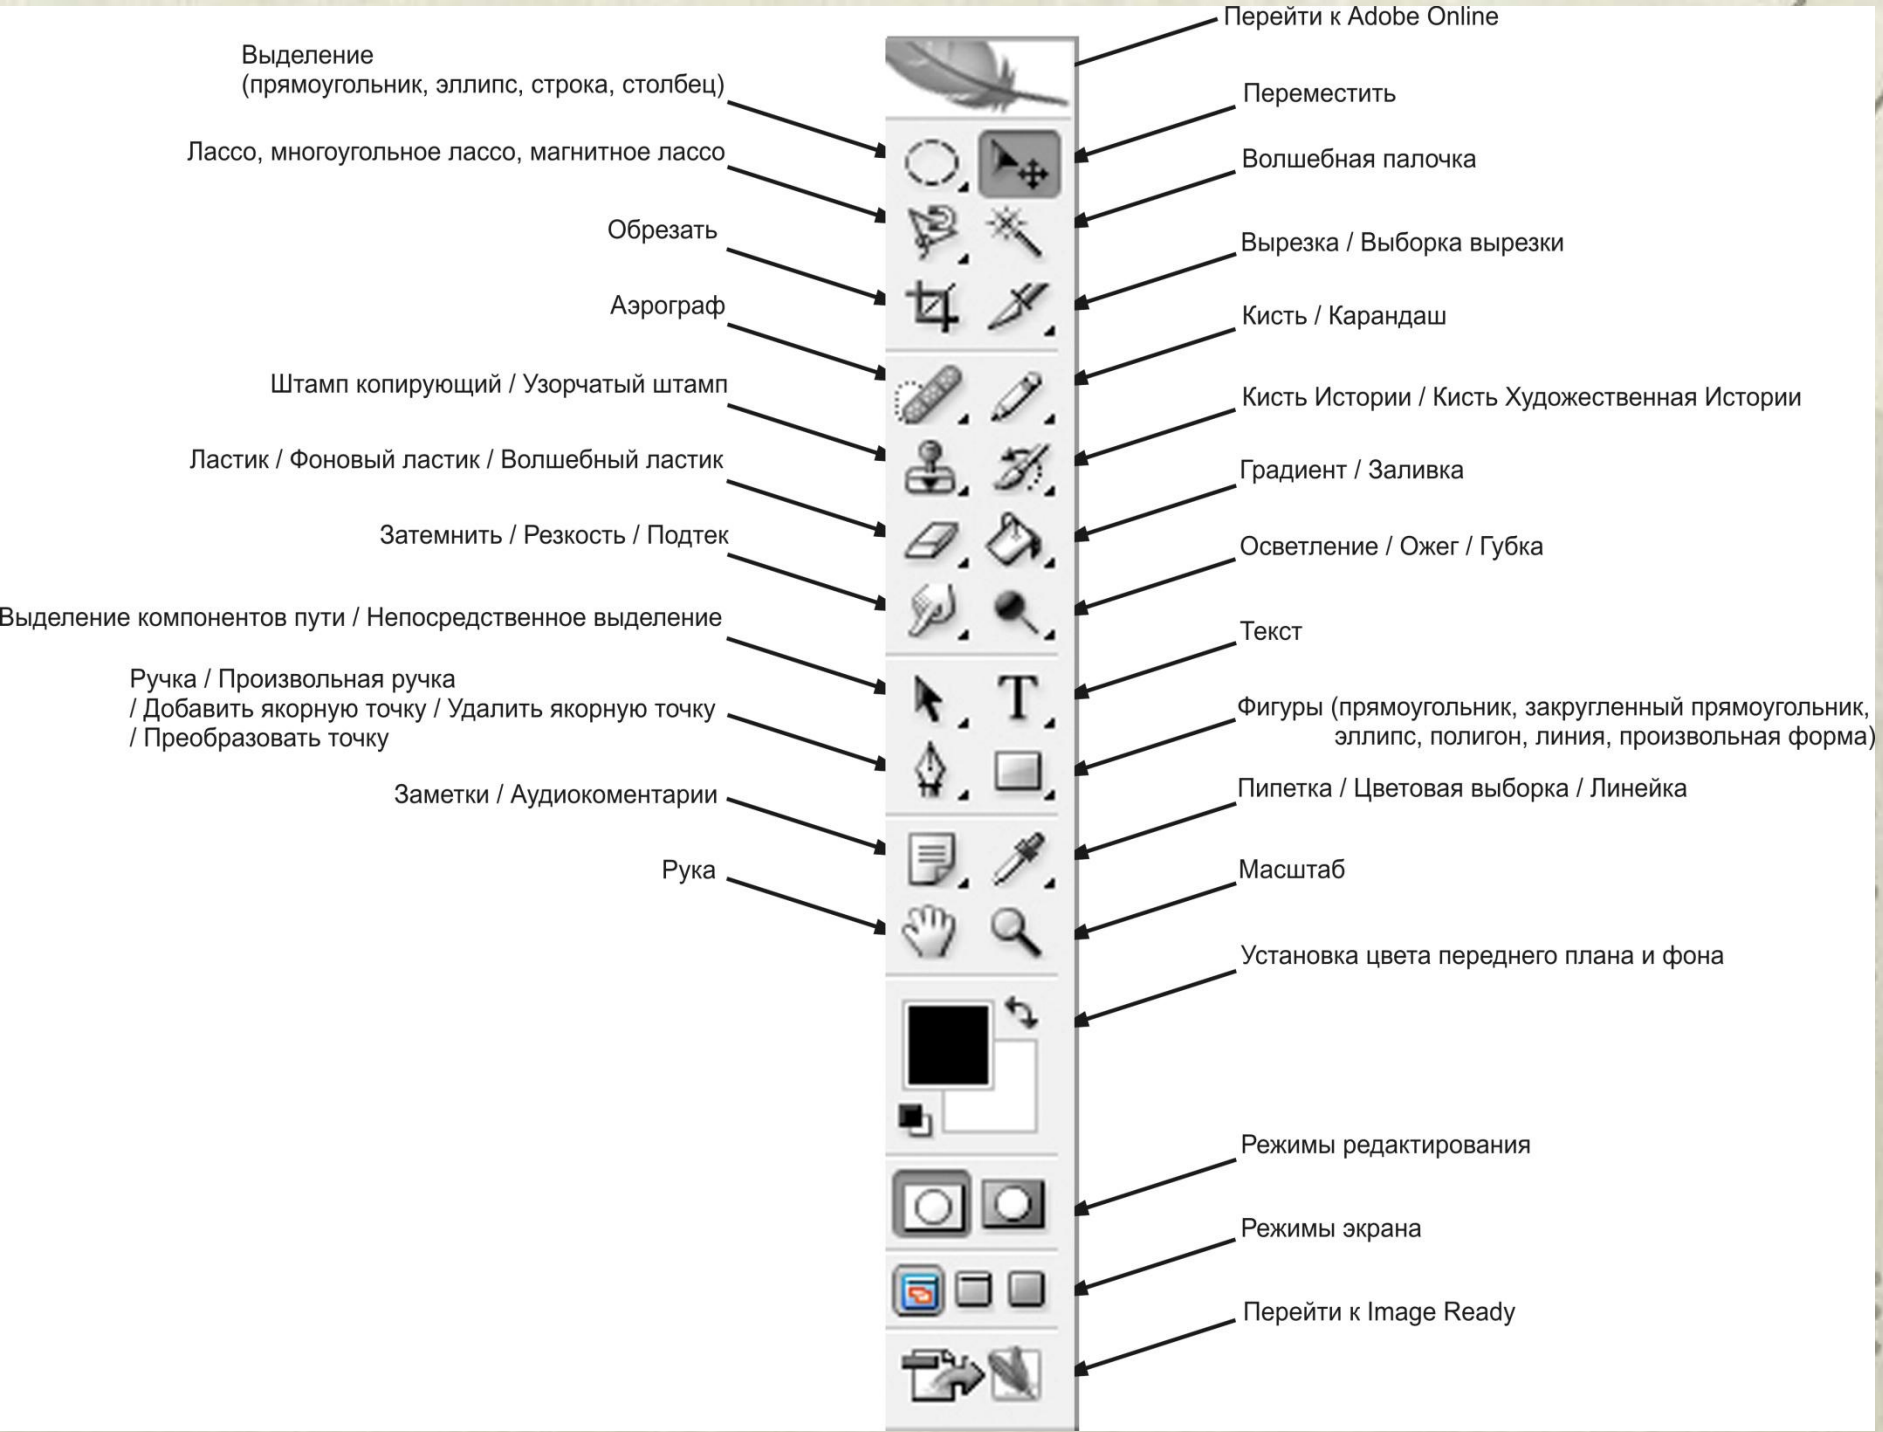 Перейти к Adobe Online
Выделение
(прямоугольник, эллипс, строка, столбец)
Переместить
Лассо, многоугольное лассо, магнитное лассо
Волшебная палочка
Обрезать
Вырезка / Выборка вырезки
Аэрограф
Кисть / Карандаш
Штамп копирующий / Узорчатый штамп
Кисть Истории / Кисть Художественная Истории
Ластик / Фоновый ластик / Волшебный ластик
Градиент / Заливка
Затемнить / Резкость / Подтек
Осветление / Ожег / Губка
Выделение компонентов пути / Непосредственное выделение
Текст
Ручка / Произвольная ручка
/ Добавить якорную точку / Удалить якорную точку
/ Преобразовать точку
Фигуры (прямоугольник, закругленный прямоугольник,
эллипс, полигон, линия, произвольная форма)
Заметки / Аудиокоментарии
Пипетка / Цветовая выборка / Линейка
Рука
Масштаб
Установка цвета переднего плана и фона
Режимы редактирования
Режимы экрана
Перейти к Image Ready
T